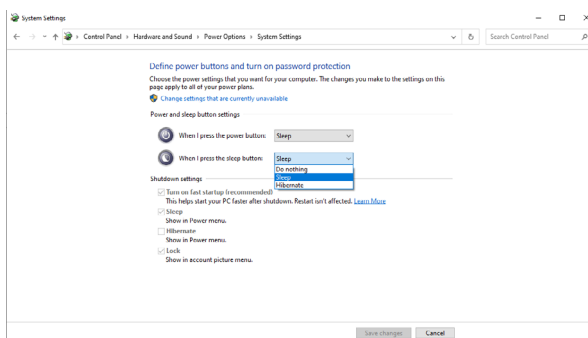 System Settings
Control Panel > Hardware and Sound > Power Options > System Settings
Search Control Panel
Define power buttons and turn on password protection
Choose the power settings that you want for your computer. The changes you make to the settings on this
page apply to all of your power plans.
Change settings that are currently unavailable
Power and sleep button settings
When I press the power button: Sleep
When I press the sleep button: Sleep
Do nothing
Sleep
Hibernate
Shutdown settings
Turn on fast startup (recommended)
This helps start your PC faster after shutdown. Restart isn't affected. Learn More
Sleep
Show in Power menu.
Hibernate
Show in Power menu.
Lock
Show in account picture menu.
Save changes Cancel